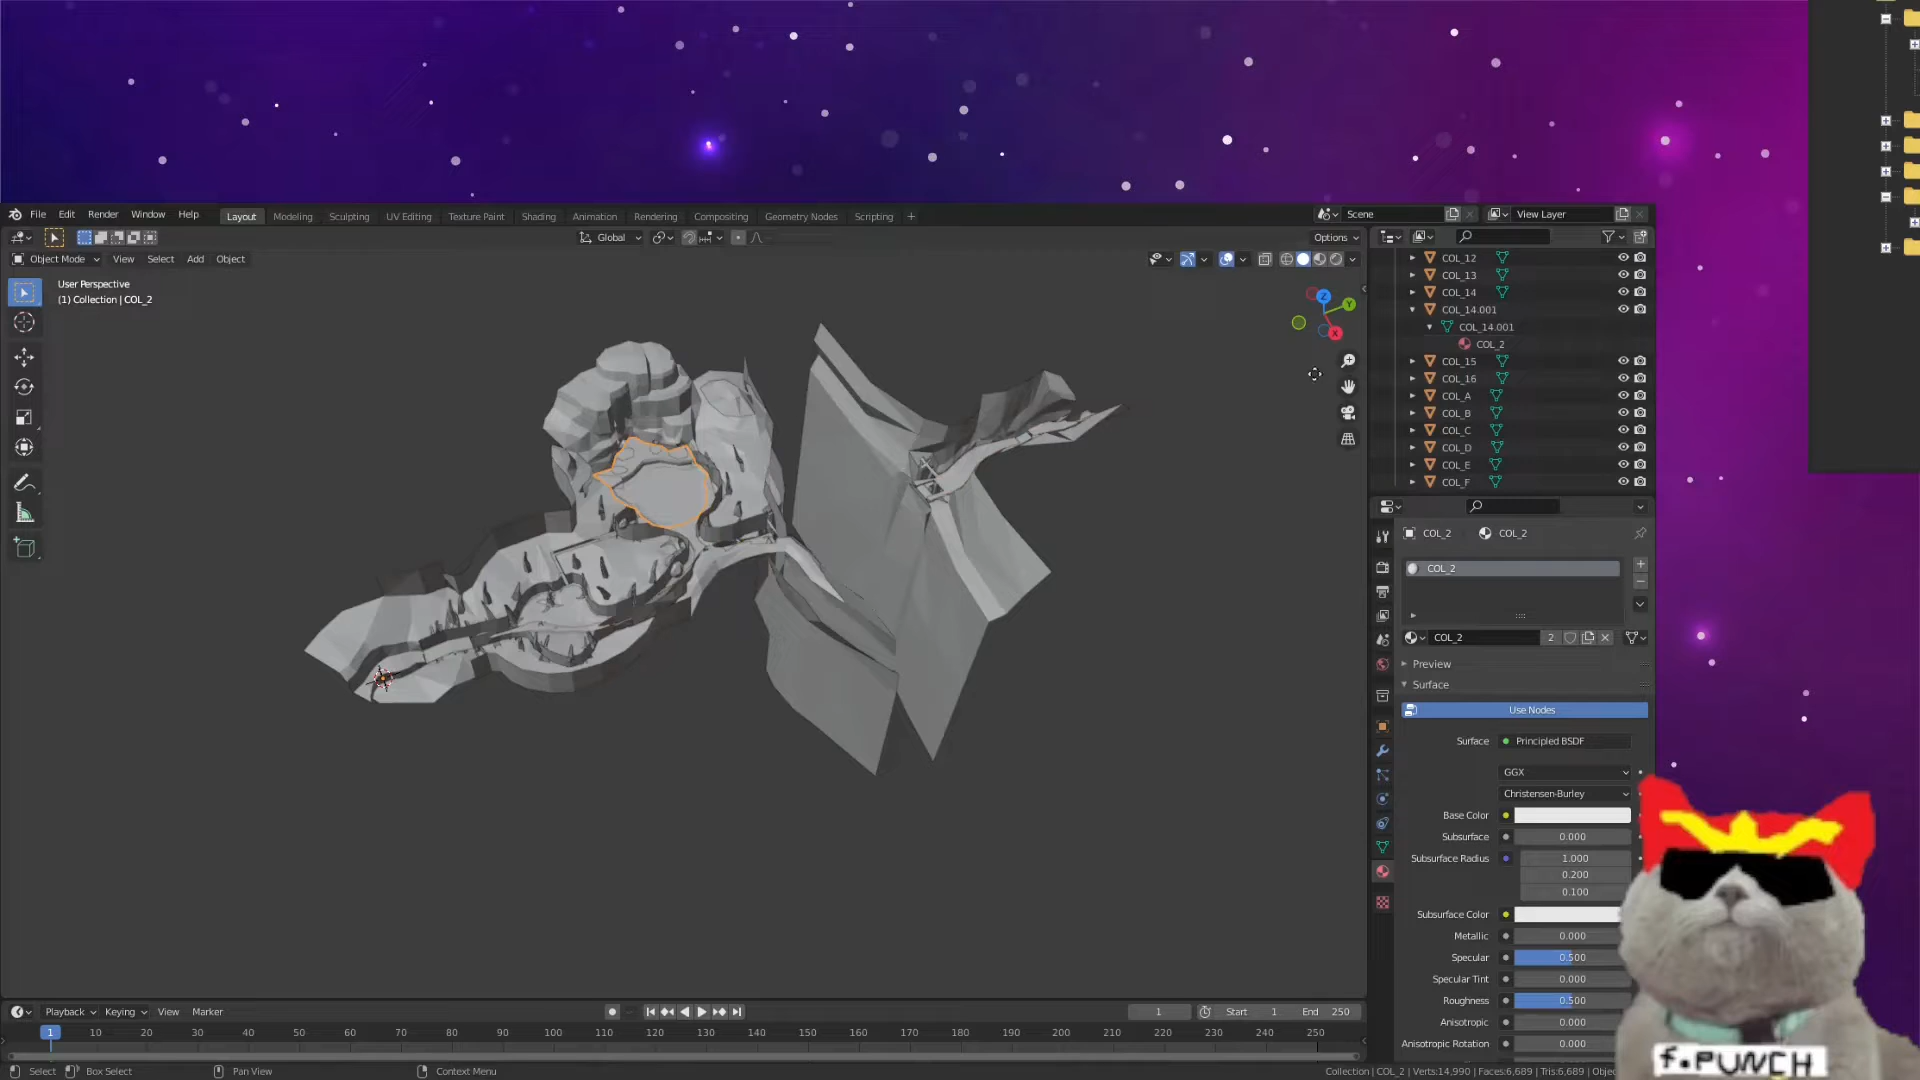 File Edit Render Window Help Layout Modeling Sculpting UV Editing Texture Paint Shading Animation Rendering Compositing Geometry Nodes Scripting + Scene View Layer
Global Options
Object Mode View Select Add Object
User Perspective
(1) Collection | COL_2
Z
Y
X
COL_12
COL_13
COL_14
COL_14.001
COL_14.001
COL_2
COL_15
COL_16
COL_A
COL_B
COL_C
COL_D
COL_E
COL_F
COL_2 COL_2
COL_2
COL_2 2
Preview
Surface
Use Nodes
Surface Principled BSDF
GGX
Christensen-Burley
Base Color
Subsurface 0.000
Subsurface Radius 1.000
0.200
0.100
Subsurface Color
Metallic 0.000
Specular 0.500
Specular Tint 0.000
Roughness 0.500
Anisotropic 0.000
Anisotropic Rotation 0.000
Playback Keying View Marker 1 Start 1 End 250
1 10 20 30 40 50 60 70 80 90 100 110 120 130 140 150 160 170 180 190 200 210 220 230 240 250
Select Box Select Pan View Context Menu Collection | COL_2 | Verts:14,990 | Faces:6,689 | Tris:6,689 | Objec
f.PUNCH